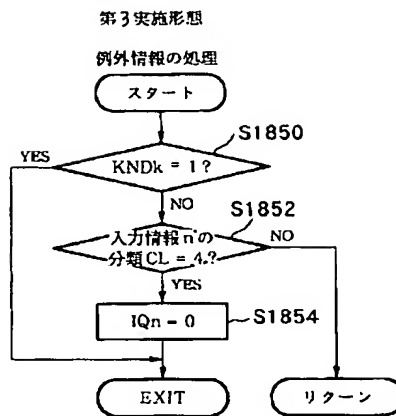 第3実施形態
例外情報の処理
スタート
S1850
YES
KNDk = 1?
NO
S1852
入力情報nの
分類CL = 4?
NO
YES
IQn = 0
S1854
EXIT
リターン